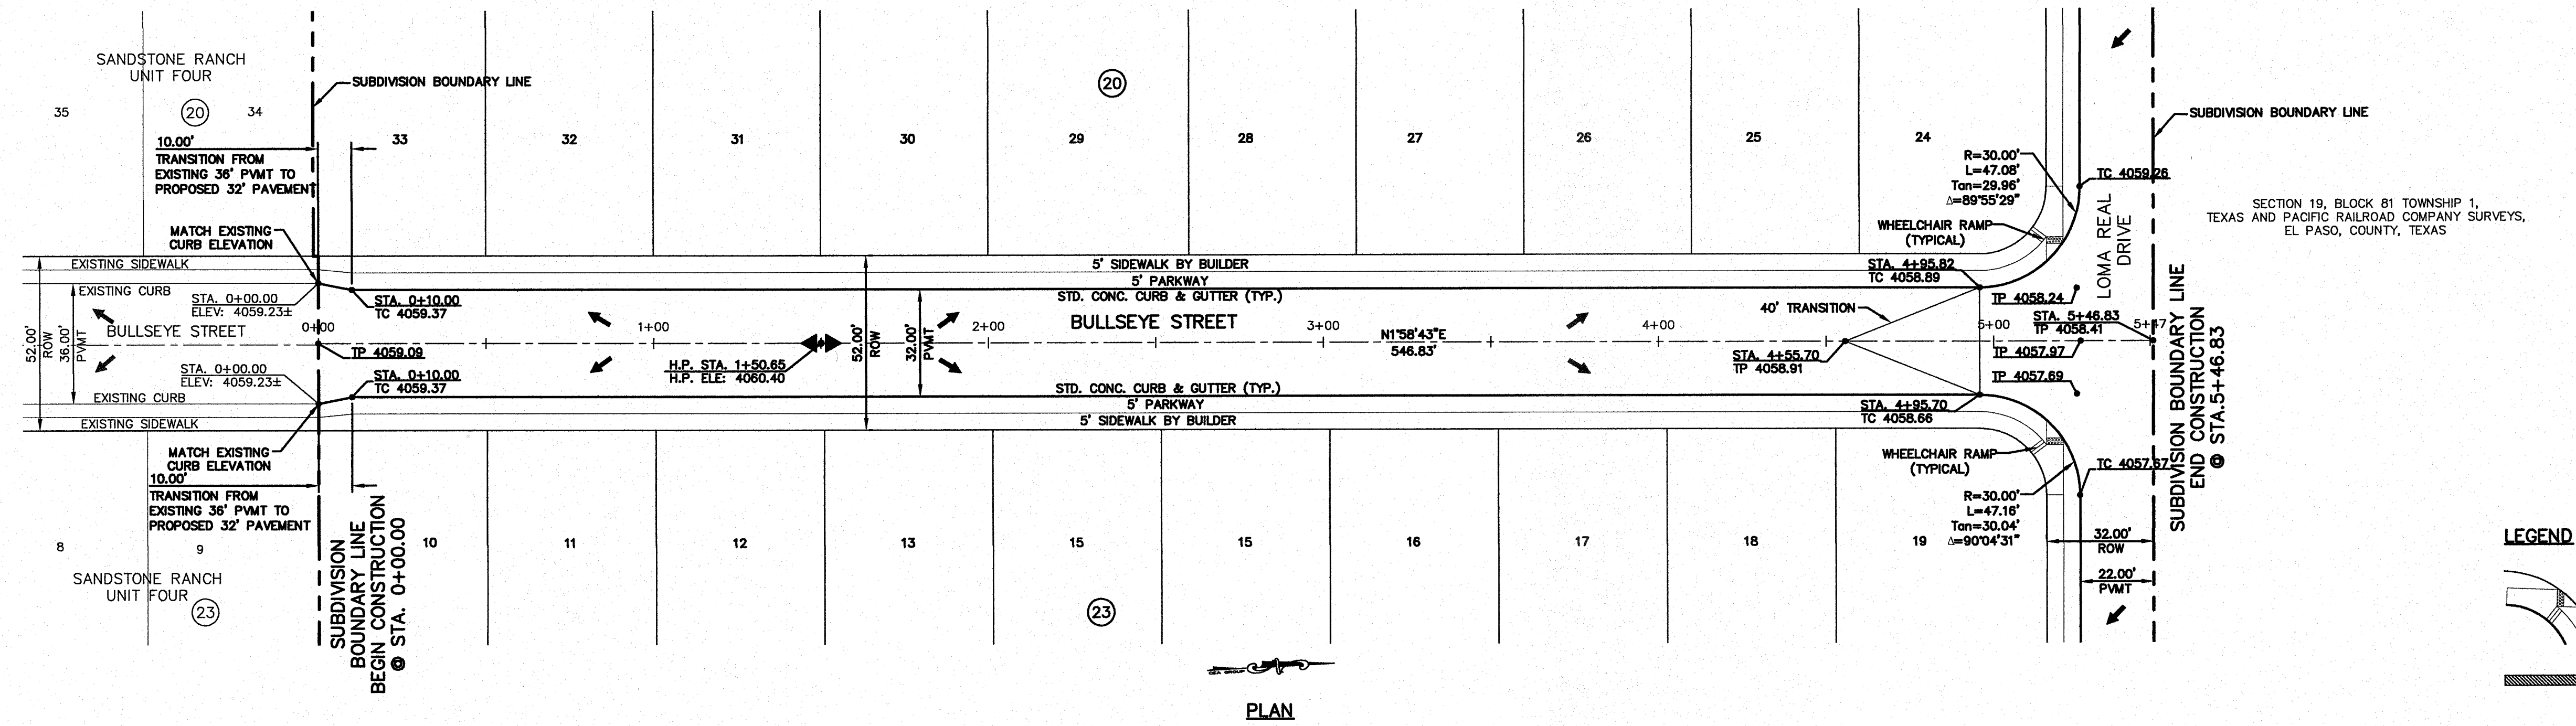 SANDSTONE RANCH
UNIT FOUR
35
20
34
SUBDIVISION BOUNDARY LINE
10.00'
TRANSITION FROM
EXISTING 36' PVMT TO
PROPOSED 32' PAVEMENT
33
32
31
30
29
20
28
27
26
25
24
MATCH EXISTING
CURB ELEVATION
R=30.00'
L=47.08'
Tan=29.96'
Δ=89°55'29"
WHEELCHAIR RAMP
(TYPICAL)
TC 4059.26
LOMA REAL
DRIVE
SUBDIVISION BOUNDARY LINE
SECTION 19, BLOCK 81 TOWNSHIP 1,
TEXAS AND PACIFIC RAILROAD COMPANY SURVEYS,
EL PASO, COUNTY, TEXAS
EXISTING SIDEWALK
EXISTING CURB
STA. 0+00.00
ELEV: 4059.23±
STA. 0+10.00
TC 4059.37
5' SIDEWALK BY BUILDER
5' PARKWAY
STD. CONC. CURB & GUTTER (TYP.)
STA. 4+95.82
TC 4058.89
TP 4058.24
40' TRANSITION
52.00'
ROW
36.00'
PVMT
BULLSEYE STREET
0+00
1+00
52.00'
ROW
32.00'
PVMT
2+00
BULLSEYE STREET
3+00
N1°58'43"E
546.83'
4+00
5+00
STA. 5+46.83
TP 4058.41
5+47
TP 4059.09
H.P. STA. 1+50.65
H.P. ELE: 4060.40
STA. 4+55.70
TP 4058.91
TP 4057.97
TP 4057.69
STA. 0+00.00
ELEV: 4059.23±
STA. 0+10.00
TC 4059.37
EXISTING CURB
EXISTING SIDEWALK
STD. CONC. CURB & GUTTER (TYP.)
5' PARKWAY
5' SIDEWALK BY BUILDER
STA. 4+95.70
TC 4058.66
SUBDIVISION BOUNDARY LINE
END CONSTRUCTION
@ STA.5+46.83
MATCH EXISTING
CURB ELEVATION
10.00'
TRANSITION FROM
EXISTING 36' PVMT TO
PROPOSED 32' PAVEMENT
WHEELCHAIR RAMP
(TYPICAL)
TC 4057.67
R=30.00'
L=47.16'
Tan=30.04'
Δ=90°04'31"
8
9
10
11
12
13
15
15
16
17
18
19
32.00'
ROW
22.00'
PVMT
SANDSTONE RANCH
UNIT FOUR
23
SUBDIVISION
BOUNDARY LINE
BEGIN CONSTRUCTION
@ STA. 0+00.00
23
LEGEND
PLAN